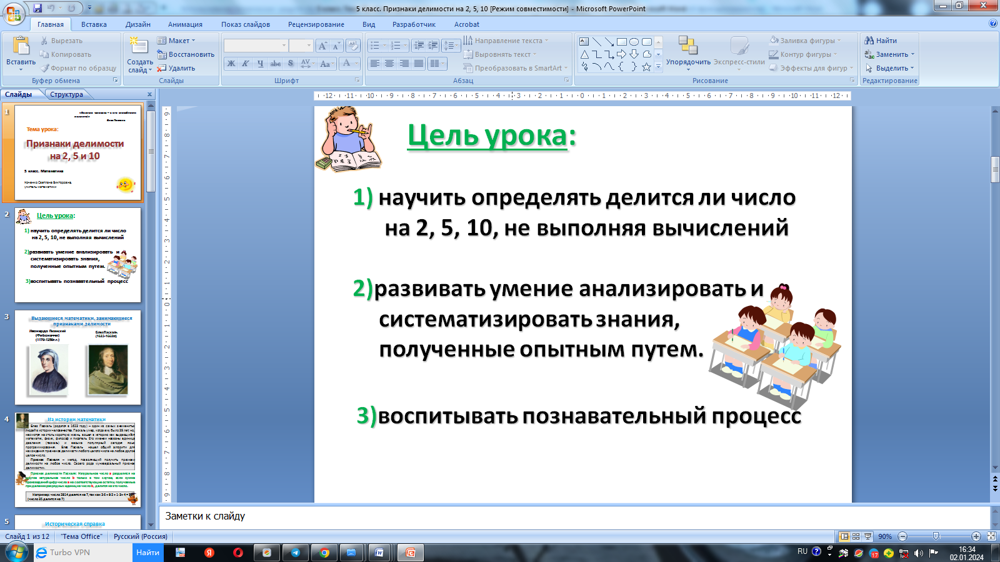 5 класс. Признаки делимости на 2, 5, 10 [Режим совместимости] - Microsoft PowerPoint
Главная Вставка Дизайн Анимация Показ слайдов Рецензирование Вид Разработчик Acrobat
Вставить
Вырезать
Копировать
Формат по образцу
Буфер обмена
Создать слайд
Макет
Восстановить
Удалить
Слайды
Шрифт
Направление текста
Выровнять текст
Преобразовать в SmartArt
Абзац
Упорядочить
Экспресс-стили
Заливка фигуры
Контур фигуры
Эффекты для фигур
Рисование
Найти
Заменить
Выделить
Редактирование
Слайды Структура
1
Тема урока:
Признаки делимости
на 2, 5 и 10
5 класс. Математика
учитель математики
2
Цель урока:
1) научить определять делится ли число
на 2, 5, 10, не выполняя вычислений
2)развивать умение анализировать и
систематизировать знания,
полученные опытным путем.
3)воспитывать познавательный процесс
3
Выдающиеся математики, занимающиеся
признаками делимости
Леонардо Пизанский
(Фибоначчи)
Блез Паскаль
4
Из истории математики
5
Историческая справка
Цель урока:
1) научить определять делится ли число
на 2, 5, 10, не выполняя вычислений
2)развивать умение анализировать и
систематизировать знания,
полученные опытным путем.
3)воспитывать познавательный процесс
Заметки к слайду
Слайд 1 из 12 "Тема Office" Русский (Россия) 90%
Turbo VPN Найти
RU
17
16:34
02.01.2024